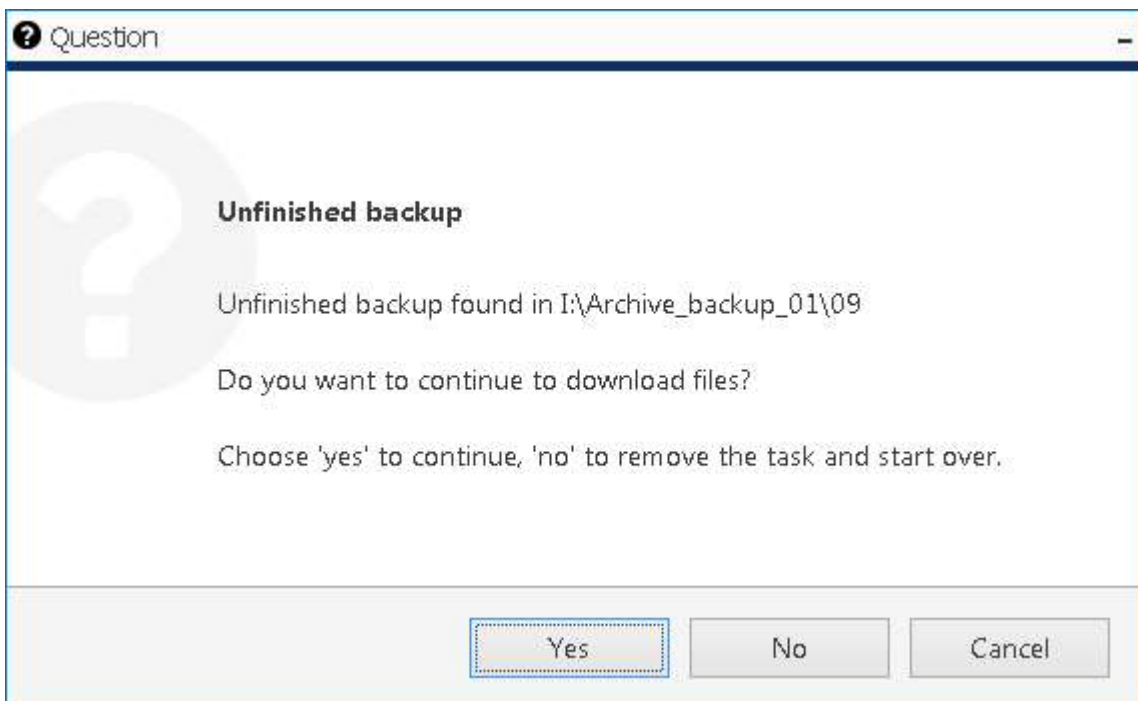 Question
Unfinished backup
Unfinished backup found in I:\Archive_backup_01\09
Do you want to continue to download files?
Choose 'yes' to continue, 'no' to remove the task and start over.
Yes No Cancel